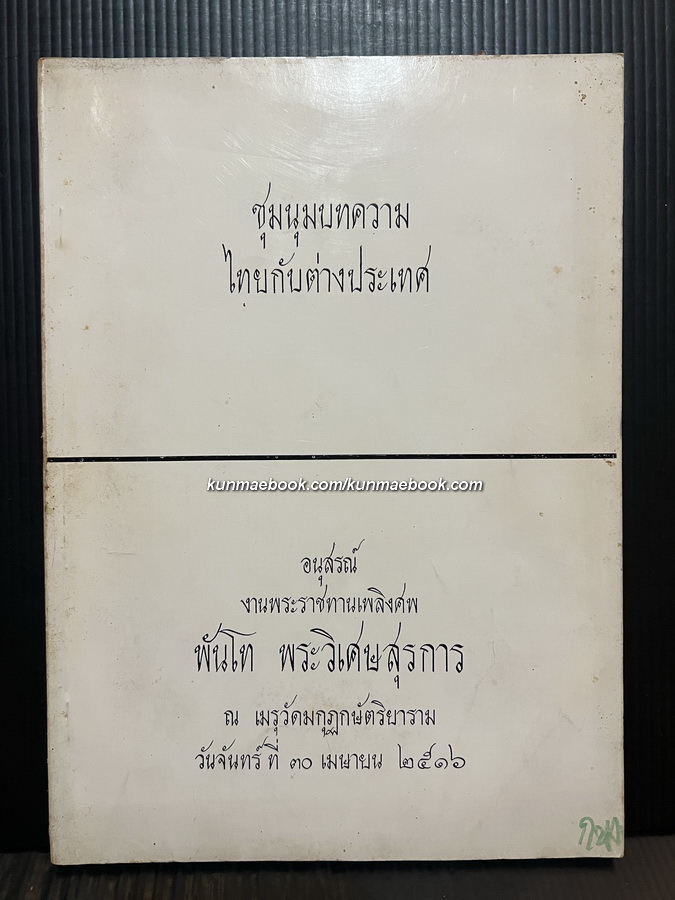 ชุมนุมบทความ
ไทยกับต่างประเทศ
kunmaebook.com/kunmaebook.com
อนุสรณ์
งานพระราชทานเพลิงศพ
พันโท พระวิเศษสุรการ
ณ เมรุวัดมกุฏกษัตริยาราม
วันจันทร์ ที่ ๓๐ เมษายน ๒๕๑๖